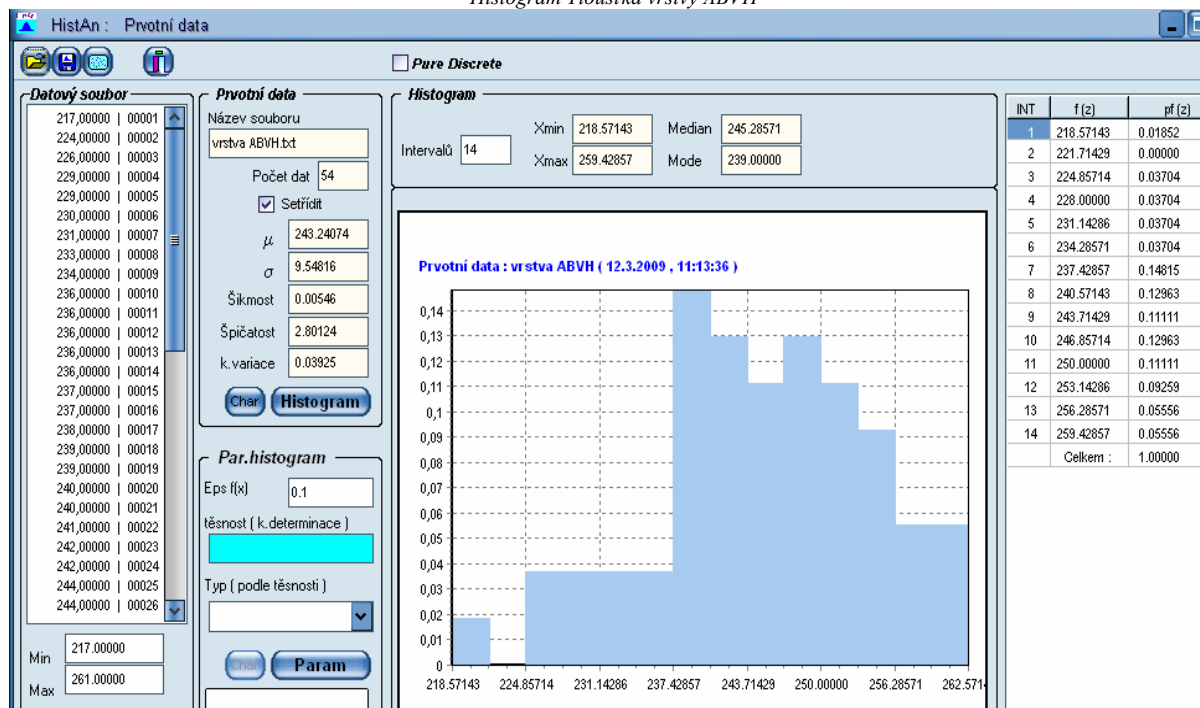 Histogram Tloušťka vrstvy ABVH
HistAn : Prvotní data
Pure Discrete
Datový soubor
217,00000 | 00001
224,00000 | 00002
226,00000 | 00003
229,00000 | 00004
229,00000 | 00005
230,00000 | 00006
231,00000 | 00007
233,00000 | 00008
234,00000 | 00009
236,00000 | 00010
236,00000 | 00011
236,00000 | 00012
236,00000 | 00013
236,00000 | 00014
237,00000 | 00015
237,00000 | 00016
238,00000 | 00017
239,00000 | 00018
239,00000 | 00019
240,00000 | 00020
240,00000 | 00021
241,00000 | 00022
242,00000 | 00023
242,00000 | 00024
244,00000 | 00025
244,00000 | 00026
Min 217.00000
Max 261.00000
Prvotní data
Název souboru
vrstva ABVH.txt
Počet dat 54
Setřídit
μ 243.24074
σ 9.54816
Šikmost 0.00546
Špičatost 2.80124
k.variace 0.03925
Char Histogram
Par.histogram
Eps f(x) 0.1
těsnost ( k.determinace )
Typ ( podle těsnosti )
Char Param
Histogram
Intervalů 14
Xmin 218.57143 Median 245.28571
Xmax 259.42857 Mode 239.00000
Prvotní data : vrstva ABVH ( 12.3.2009 , 11:13:36 )
0,14
0,13
0,12
0,11
0,1
0,09
0,08
0,07
0,06
0,05
0,04
0,03
0,02
0,01
0
218.57143 224.85714 231.14286 237.42857 243.71429 250.00000 256.28571 262.571
INT f (z) pf (z)
1 218.57143 0.01852
2 221.71429 0.00000
3 224.85714 0.03704
4 228.00000 0.03704
5 231.14286 0.03704
6 234.28571 0.03704
7 237.42857 0.14815
8 240.57143 0.12963
9 243.71429 0.11111
10 246.85714 0.12963
11 250.00000 0.11111
12 253.14286 0.09259
13 256.28571 0.05556
14 259.42857 0.05556
Celkem : 1.00000